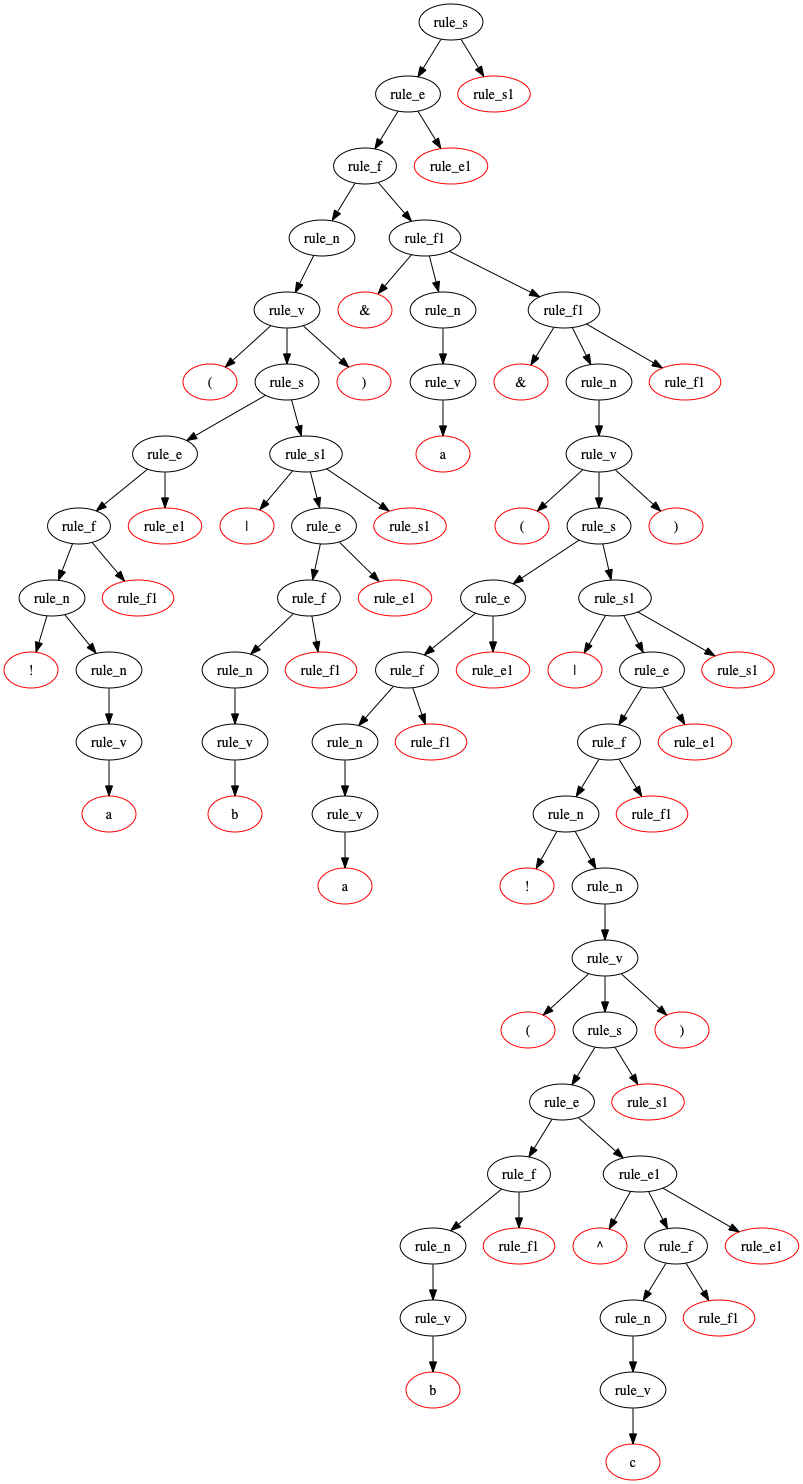 rule_s
rule_e rule_s1
rule_f rule_e1
rule_n rule_f1
rule_v & rule_n rule_f1
( rule_s ) rule_v & rule_n rule_f1
rule_e rule_s1 a rule_v
rule_f rule_e1 | rule_e rule_s1 ( rule_s )
rule_n rule_f1 rule_f rule_e1 rule_e rule_s1
! rule_n rule_n rule_f1 rule_f rule_e1 | rule_e rule_s1
rule_v rule_v rule_n rule_f1 rule_f rule_e1
a b rule_v rule_n rule_f1
a ! rule_n
rule_v
( rule_s )
rule_e rule_s1
rule_f rule_e1
rule_n rule_f1 ^ rule_f rule_e1
rule_v rule_n rule_f1
b rule_v
c